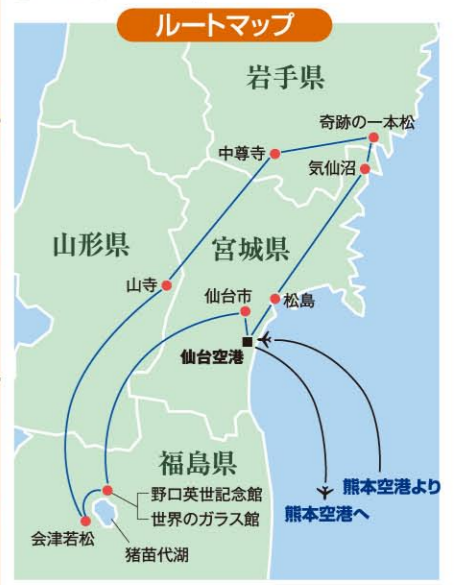 ルートマップ
岩手県
奇跡の一本松
中尊寺
気仙沼
山形県
宮城県
山寺
仙台市
松島
仙台空港
福島県
野口英世記念館
世界のガラス館
熊本空港より
熊本空港へ
会津若松
猪苗代湖